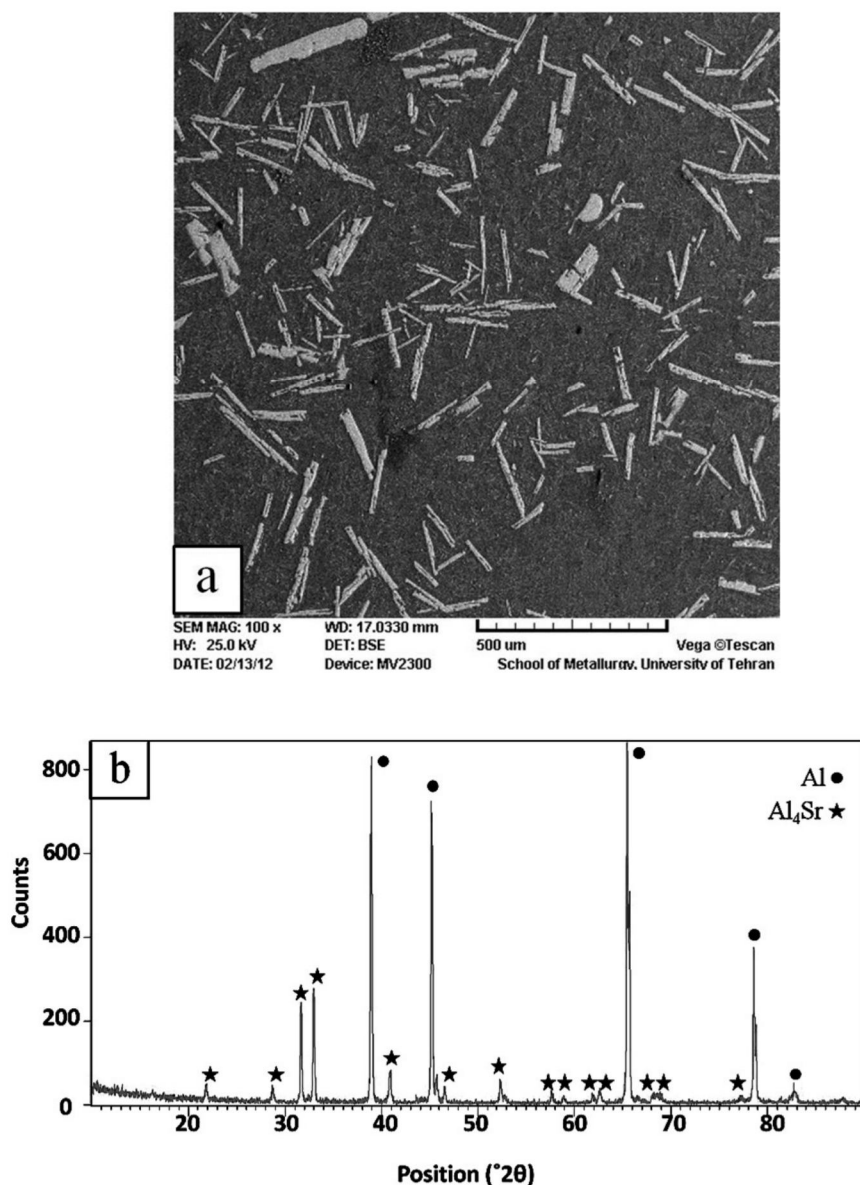 a
SEM MAG: 100 x WD: 17.0330 mm 500 um Vega ©Tescan
HV: 25.0 kV DET: BSE
DATE: 02/13/12 Device: MV2300 School of Metallurgy, University of Tehran
b
800
600
400
200
0
Counts
Al ●
Al₄Sr ★
20 30 40 50 60 70 80
Position (°2θ)